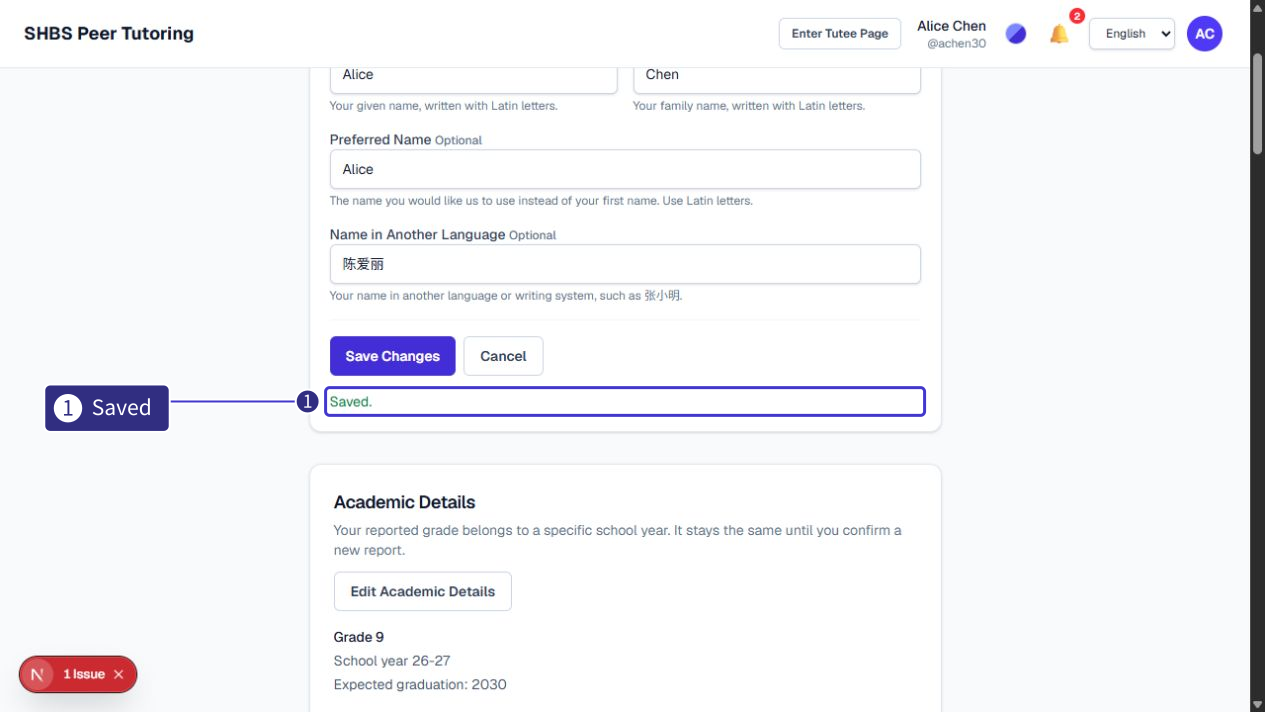 SHBS Peer Tutoring
Enter Tutee Page
Alice Chen
@achen30
2
English
AC
Alice
Chen
Your given name, written with Latin letters.
Your family name, written with Latin letters.
Preferred Name Optional
Alice
The name you would like us to use instead of your first name. Use Latin letters.
Name in Another Language Optional
陈爱丽
Your name in another language or writing system, such as 张小明.
Save Changes
Cancel
1 Saved
1
Saved.
Academic Details
Your reported grade belongs to a specific school year. It stays the same until you confirm a
new report.
Edit Academic Details
Grade 9
School year 26-27
Expected graduation: 2030
N
1 Issue